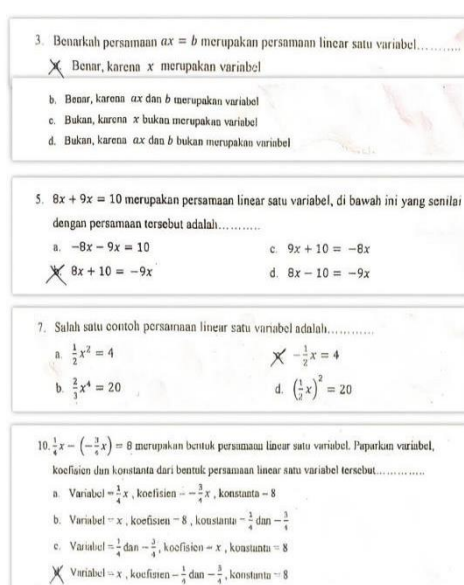 3. Benarkah persamaan ax = b merupakan persamaan linear satu variabel............
a. Benar, karena x merupakan variabel
b. Benar, karena ax dan b merupakan variabel
c. Bukan, karena x bukan merupakan variabel
d. Bukan, karena ax dan b bukan merupakan variabel
5. 8x + 9x = 10 merupakan persamaan linear satu variabel, di bawah ini yang senilai
dengan persamaan tersebut adalah............
a. −8x − 9x = 10 c. 9x + 10 = −8x
b. 8x + 10 = −9x d. 8x − 10 = −9x
7. Salah satu contoh persamaan linear satu variabel adalah............
a. 1/2 x² = 4 c. −1/2 x = 4
b. 2/3 x⁴ = 20 d. (1/2 x)² = 20
10. 1/4 x − (−3/4 x) = 8 merupakan bentuk persamaan linear satu variabel. Paparkan variabel,
koefisien dan konstanta dari bentuk persamaan linear satu variabel tersebut............
a. Variabel = 1/4 x , koefisien = −3/4 x , konstanta = 8
b. Variabel = x , koefisien = 8 , konstanta = 1/4 dan −3/4
c. Variabel = 1/4 dan −3/4 , koefisien = x , konstanta = 8
d. Variabel = x , koefisien = 1/4 dan −3/4 , konstanta = 8